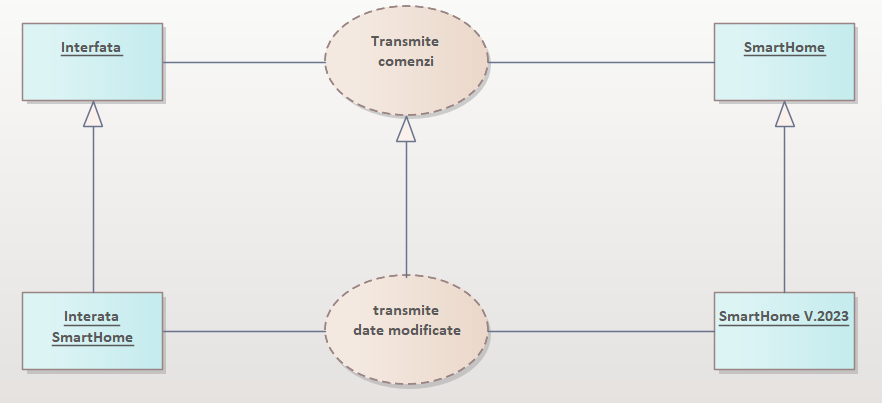 Interfata
Transmite
comenzi
SmartHome
Interata
SmartHome
transmite
date modificate
SmartHome V.2023